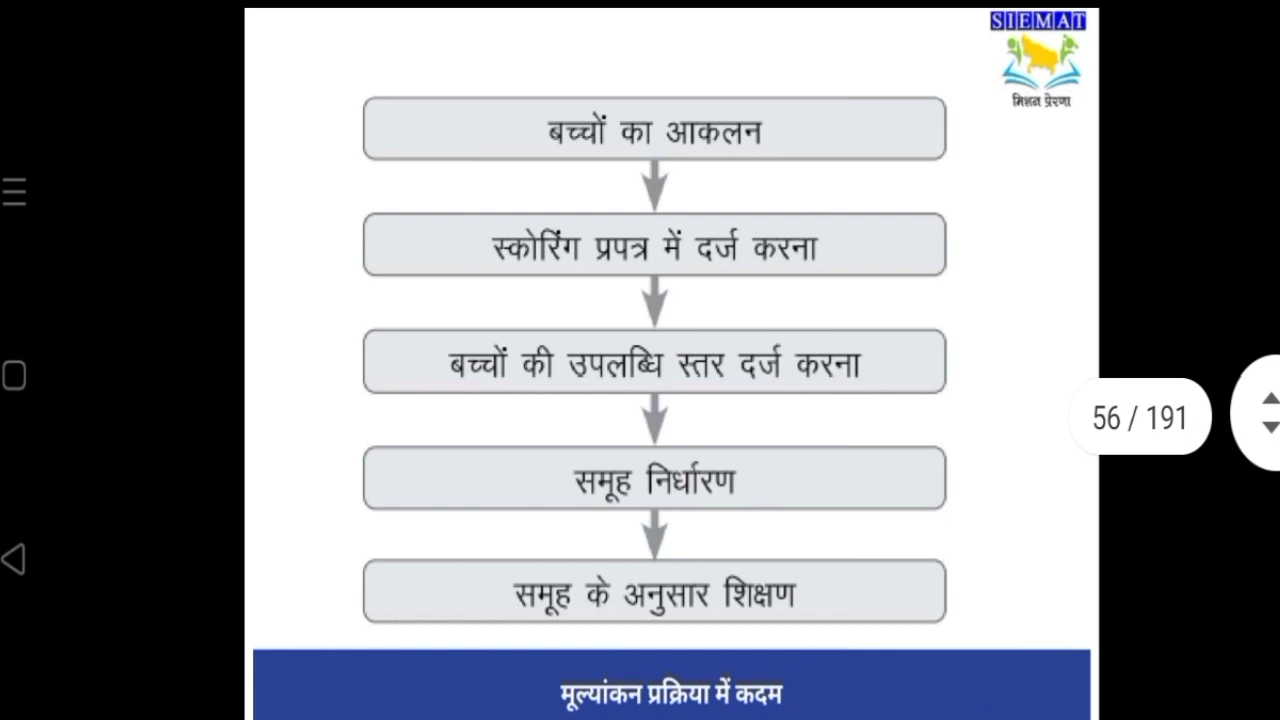 SIEMAT
मिशन प्रेरणा
बच्चों का आकलन
स्कोरिंग प्रपत्र में दर्ज करना
बच्चों की उपलब्धि स्तर दर्ज करना
56 / 191
समूह निर्धारण
समूह के अनुसार शिक्षण
मूल्यांकन प्रक्रिया में कदम